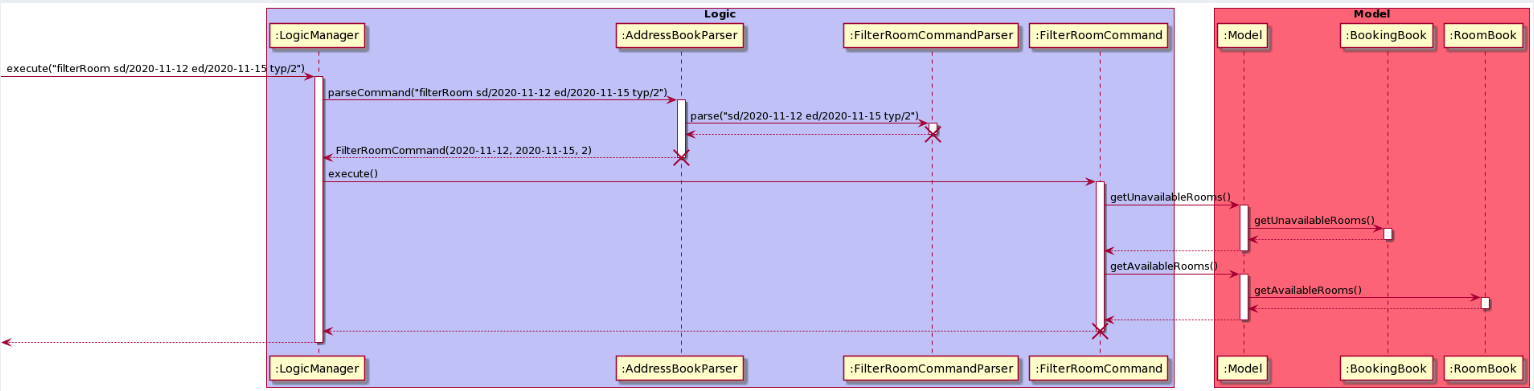 Logic
Model
:LogicManager
:AddressBookParser
:FilterRoomCommandParser
:FilterRoomCommand
:Model
:BookingBook
:RoomBook
execute("filterRoom sd/2020-11-12 ed/2020-11-15 typ/2")
parseCommand("filterRoom sd/2020-11-12 ed/2020-11-15 typ/2")
parse("sd/2020-11-12 ed/2020-11-15 typ/2")
FilterRoomCommand(2020-11-12, 2020-11-15, 2)
execute()
getUnavailableRooms()
getUnavailableRooms()
getAvailableRooms()
getAvailableRooms()
:LogicManager
:AddressBookParser
:FilterRoomCommandParser
:FilterRoomCommand
:Model
:BookingBook
:RoomBook